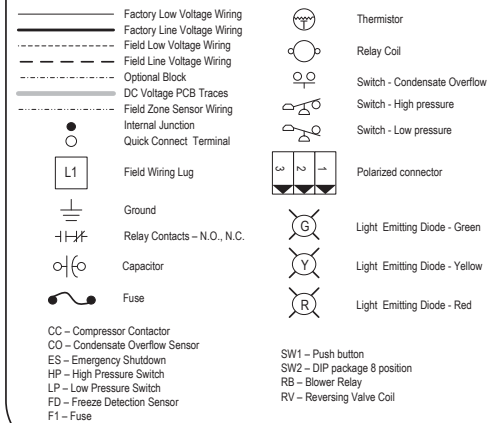 Factory Low Voltage Wiring
Factory Line Voltage Wiring
Field Low Voltage Wiring
Field Line Voltage Wiring
Optional Block
DC Voltage PCB Traces
Field Zone Sensor Wiring
Internal Junction
Quick Connect Terminal
L1 Field Wiring Lug
Ground
Relay Contacts – N.O., N.C.
Capacitor
Fuse
CC – Compressor Contactor
CO – Condensate Overflow Sensor
ES – Emergency Shutdown
HP – High Pressure Switch
LP – Low Pressure Switch
FD – Freeze Detection Sensor
F1 – Fuse
Thermistor
Relay Coil
Switch - Condensate Overflow
Switch - High pressure
Switch - Low pressure
3 2 1 Polarized connector
G Light Emitting Diode - Green
Y Light Emitting Diode - Yellow
R Light Emitting Diode - Red
SW1 – Push button
SW2 – DIP package 8 position
RB – Blower Relay
RV – Reversing Valve Coil